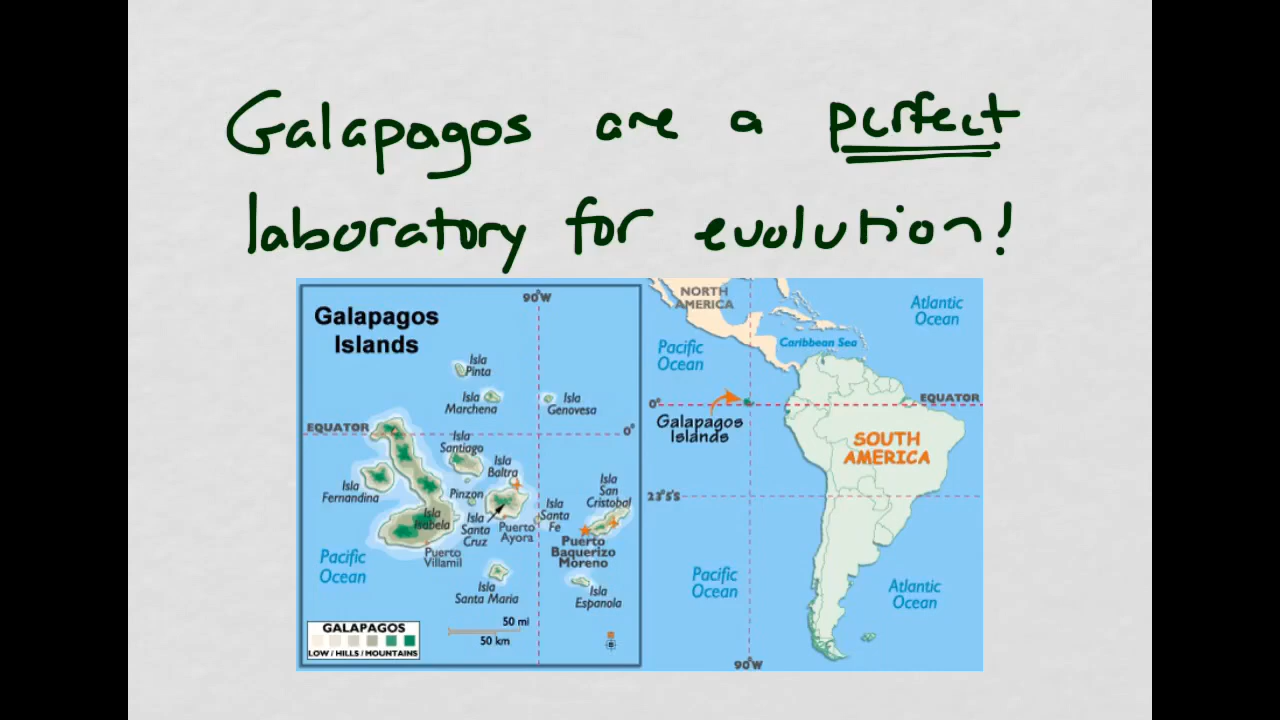 Galapagos are a perfect
laboratory for evolution!
Galapagos
Islands
90°W
Isla
Pinta
Isla
Marchena
Isla
Genovesa
EQUATOR
0°
Isla
Santiago
Isla
Baltra
Isla
Fernandina
Pinzon
Isla
Isabela
Isla
Santa
Cruz
Puerto
Ayora
Isla
Santa
Fe
Isla
San
Cristobal
Puerto
Baquerizo
Moreno
Puerto
Villamil
Pacific
Ocean
Isla
Santa Maria
Isla
Espanola
50 mi
50 km
GALAPAGOS
LOW / HILLS / MOUNTAINS
NORTH
AMERICA
Atlantic
Ocean
Pacific
Ocean
Caribbean Sea
0°
EQUATOR
Galapagos
Islands
SOUTH
AMERICA
23°5'S
Pacific
Ocean
Atlantic
Ocean
90°W